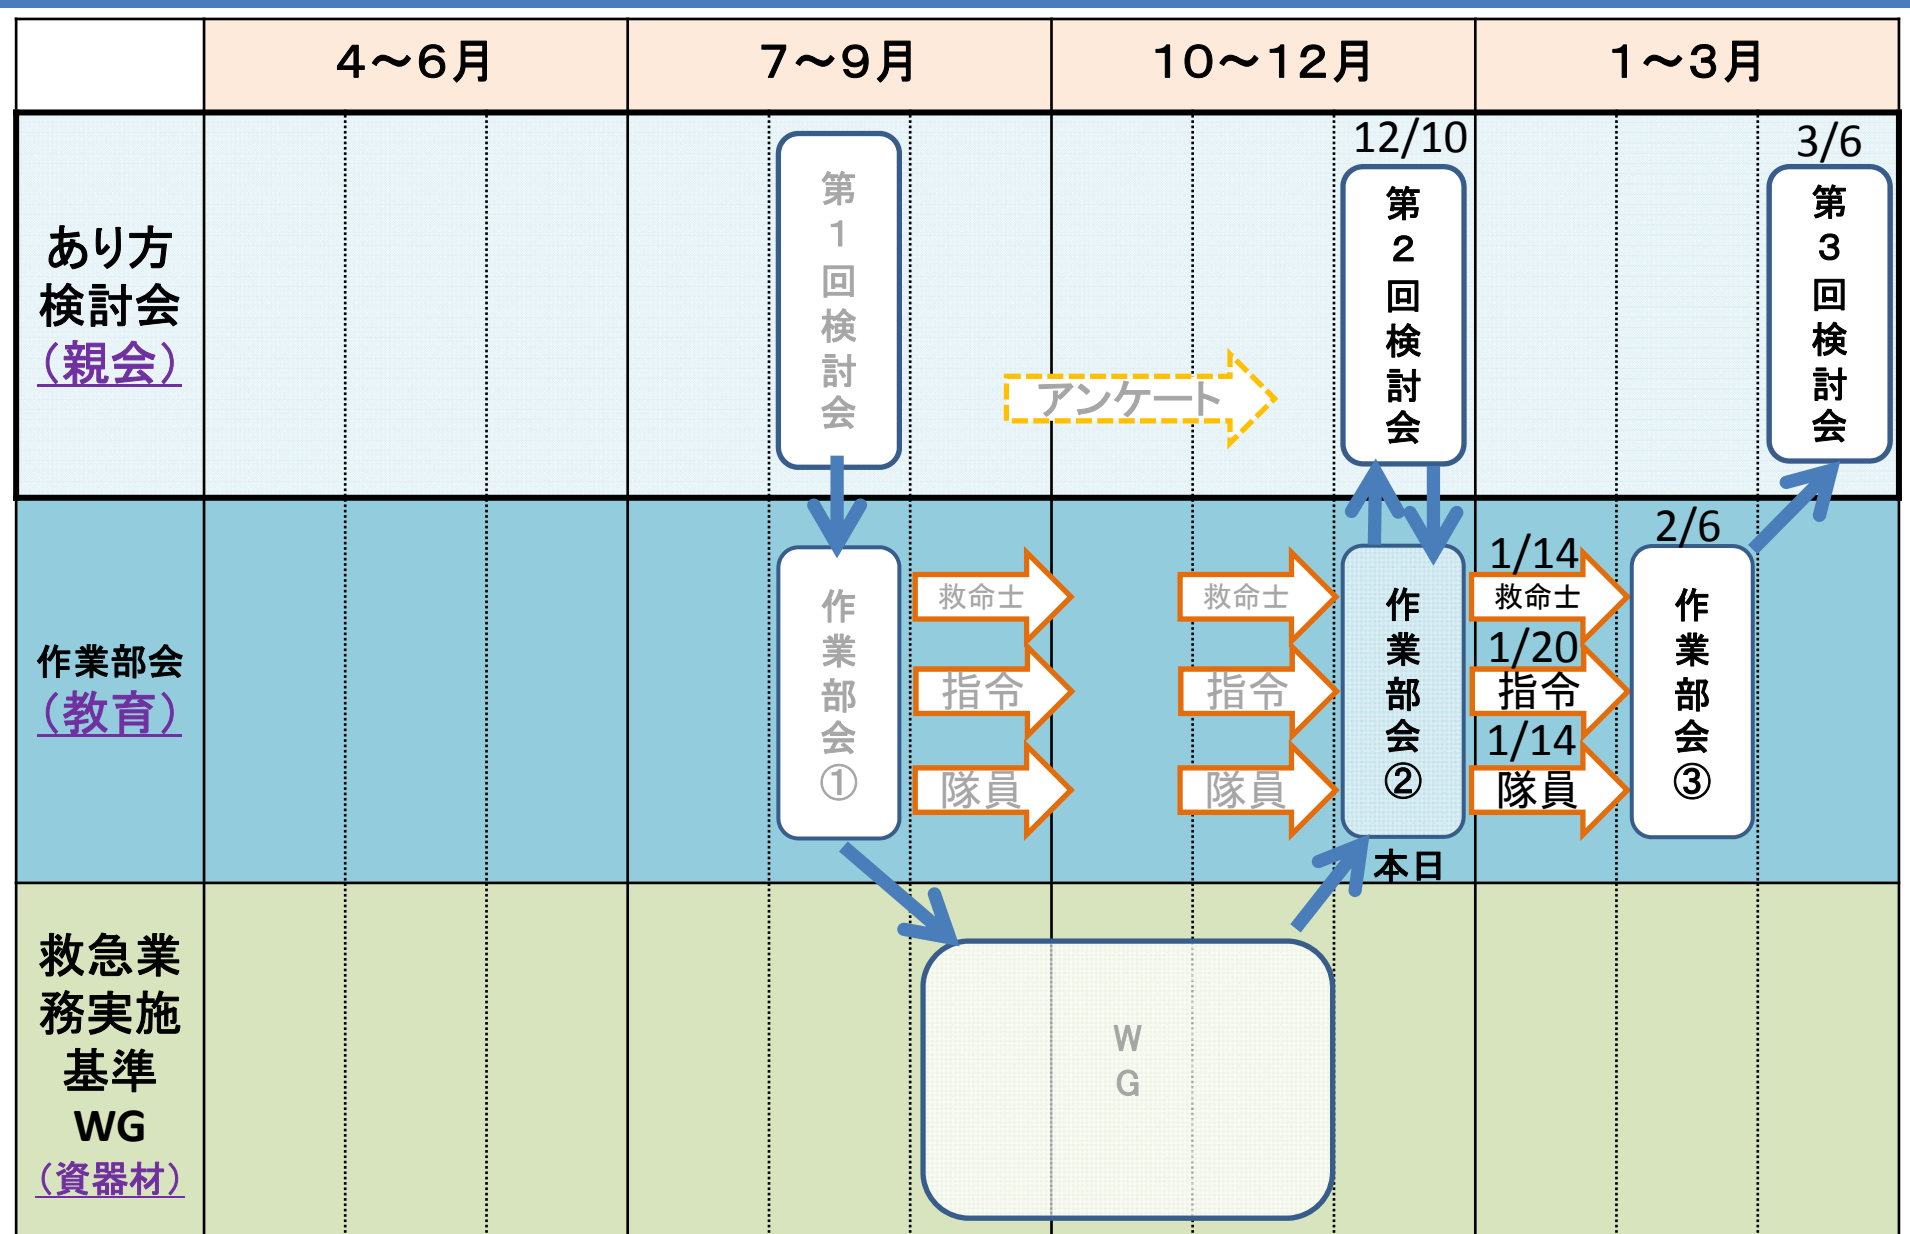 4～6月
7～9月
10～12月
1～3月
あり方
検討会
（親会）
第1回検討会
アンケート
12/10
第2回検討会
3/6
第3回検討会
作業部会
（教育）
作業部会①
救命士
指令
隊員
救命士
指令
隊員
作業部会②
本日
1/14
救命士
1/20
指令
1/14
隊員
2/6
作業部会③
救急業
務実施
基準
WG
（資器材）
WG